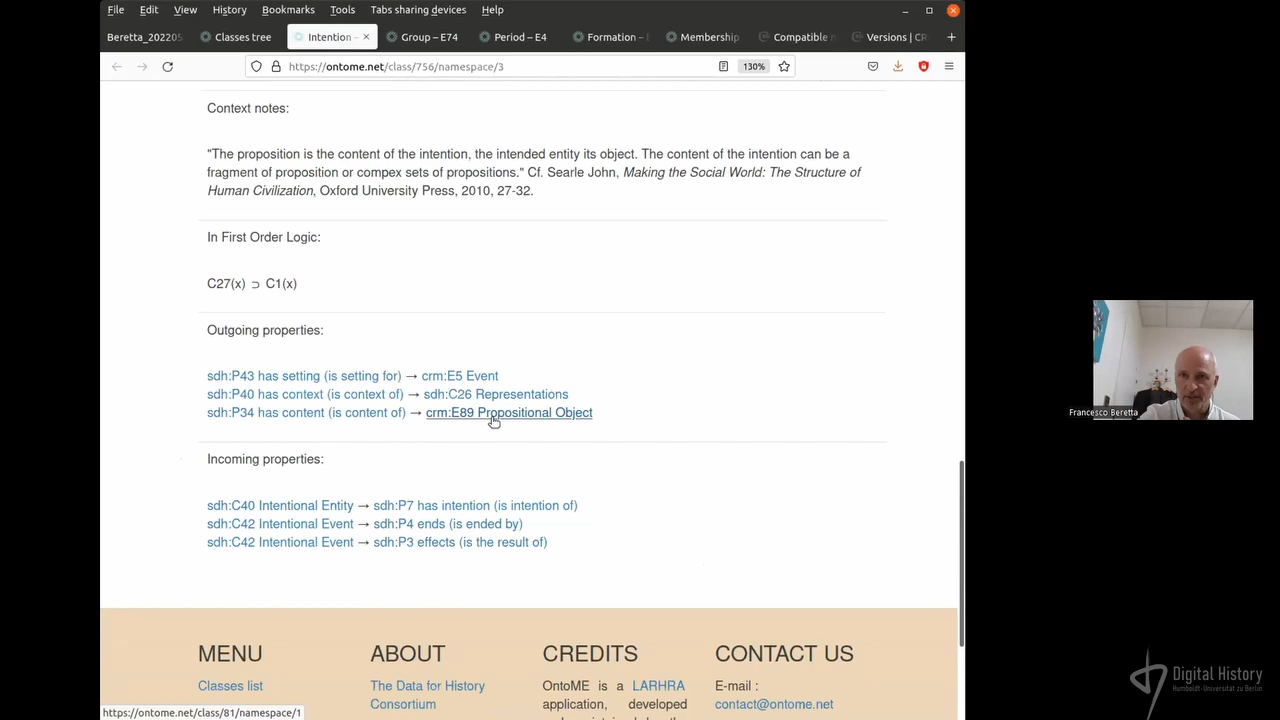 File Edit View History Bookmarks Tools Tabs sharing devices Help
Beretta_202205 Classes tree Intention – Group – E74 Period – E4 Formation – Membership Compatible Versions | CR
https://ontome.net/class/756/namespace/3 130%
Context notes:
"The proposition is the content of the intention, the intended entity its object. The content of the intention can be a
fragment of proposition or compex sets of propositions." Cf. Searle John, Making the Social World: The Structure of
Human Civilization, Oxford University Press, 2010, 27-32.
In First Order Logic:
C27(x) ⊃ C1(x)
Outgoing properties:
sdh:P43 has setting (is setting for) → crm:E5 Event
sdh:P40 has context (is context of) → sdh:C26 Representations
sdh:P34 has content (is content of) → crm:E89 Propositional Object
Incoming properties:
sdh:C40 Intentional Entity → sdh:P7 has intention (is intention of)
sdh:C42 Intentional Event → sdh:P4 ends (is ended by)
sdh:C42 Intentional Event → sdh:P3 effects (is the result of)
MENU ABOUT CREDITS CONTACT US
Classes list The Data for History OntoME is a LARHRA E-mail :
Consortium application, developed contact@ontome.net
https://ontome.net/class/81/namespace/1
Francesco Beretta
Digital History
Humboldt-Universität zu Berlin